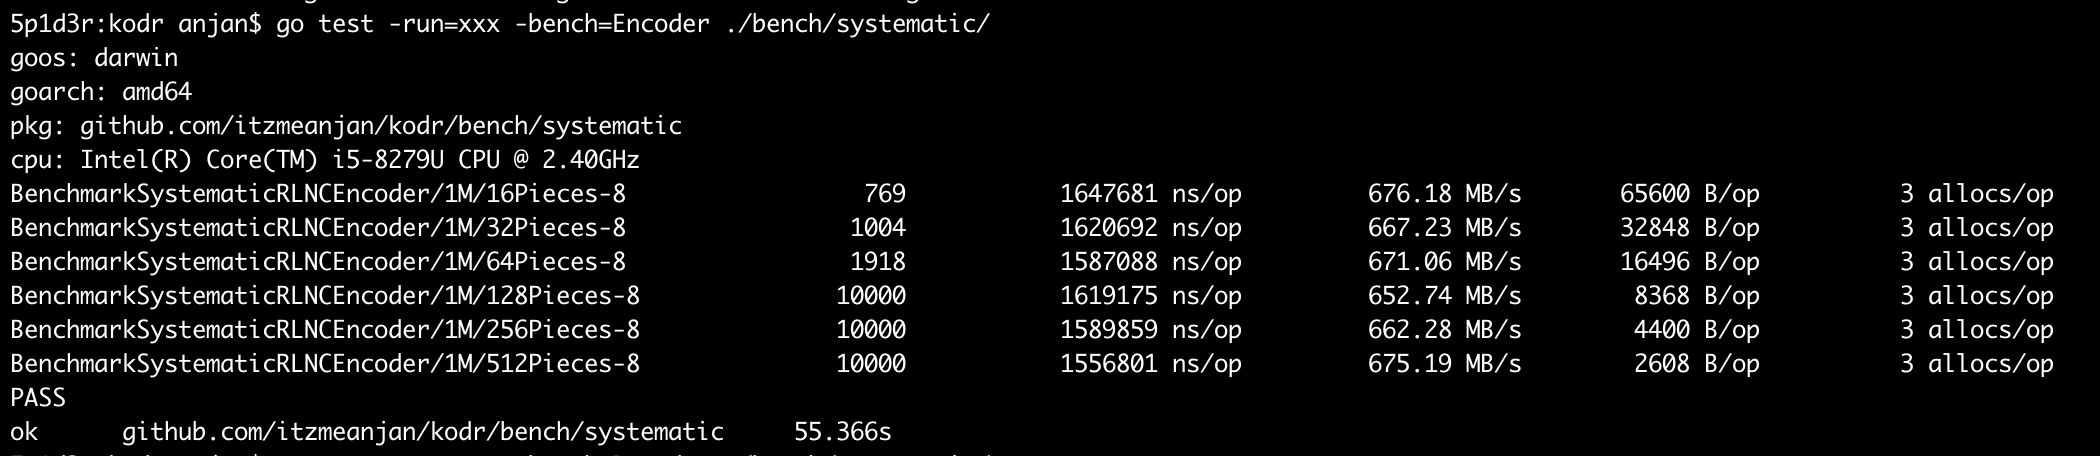 5p1d3r:kodr anjan$ go test -run=xxx -bench=Encoder ./bench/systematic/
goos: darwin
goarch: amd64
pkg: github.com/itzmeanjan/kodr/bench/systematic
cpu: Intel(R) Core(TM) i5-8279U CPU @ 2.40GHz
BenchmarkSystematicRLNCEncoder/1M/16Pieces-8 769 1647681 ns/op 676.18 MB/s 65600 B/op 3 allocs/op
BenchmarkSystematicRLNCEncoder/1M/32Pieces-8 1004 1620692 ns/op 667.23 MB/s 32848 B/op 3 allocs/op
BenchmarkSystematicRLNCEncoder/1M/64Pieces-8 1918 1587088 ns/op 671.06 MB/s 16496 B/op 3 allocs/op
BenchmarkSystematicRLNCEncoder/1M/128Pieces-8 10000 1619175 ns/op 652.74 MB/s 8368 B/op 3 allocs/op
BenchmarkSystematicRLNCEncoder/1M/256Pieces-8 10000 1589859 ns/op 662.28 MB/s 4400 B/op 3 allocs/op
BenchmarkSystematicRLNCEncoder/1M/512Pieces-8 10000 1556801 ns/op 675.19 MB/s 2608 B/op 3 allocs/op
PASS
ok github.com/itzmeanjan/kodr/bench/systematic 55.366s